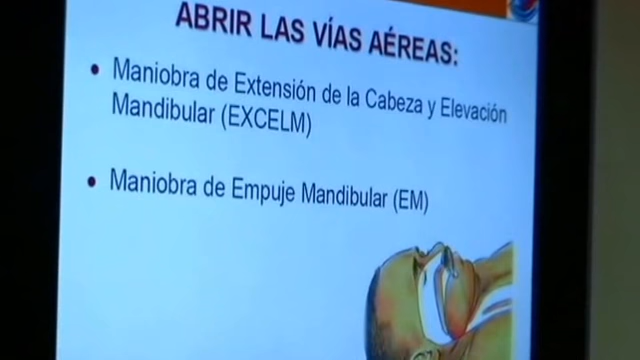 ABRIR LAS VÍAS AÉREAS:
• Maniobra de Extensión de la Cabeza y Elevación
Mandibular (EXCELM)
• Maniobra de Empuje Mandibular (EM)